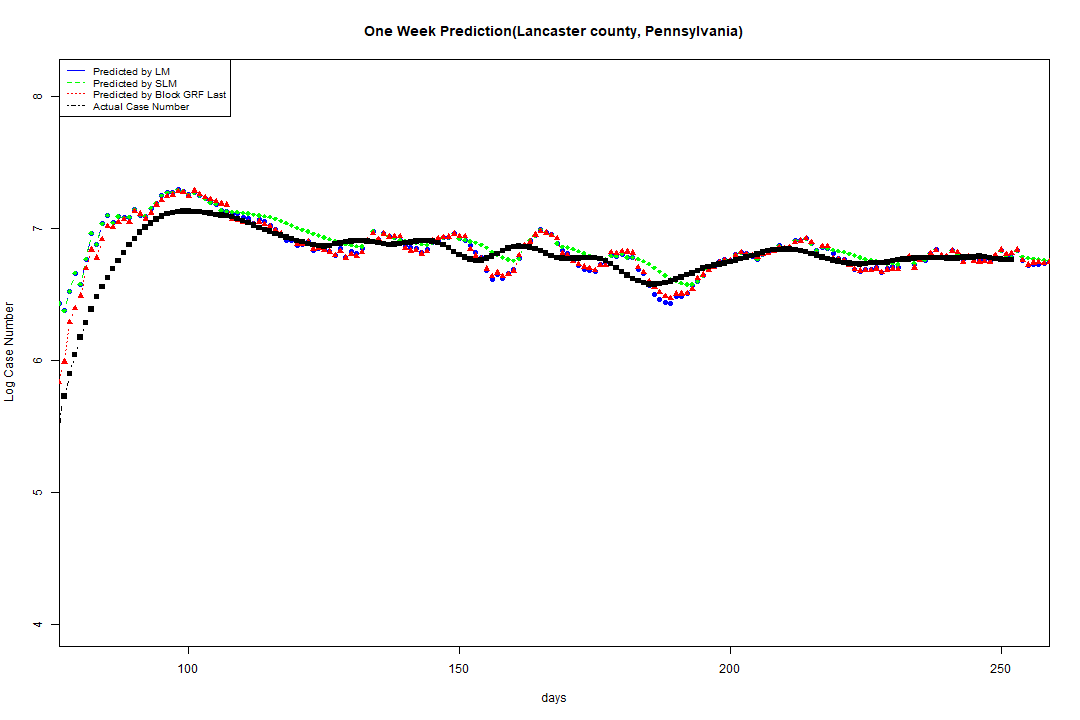 One Week Prediction(Lancaster county, Pennsylvania)
Predicted by LM
Predicted by SLM
Predicted by Block GRF Last
Actual Case Number
8
7
6
5
4
Log Case Number
100 150 200 250
days